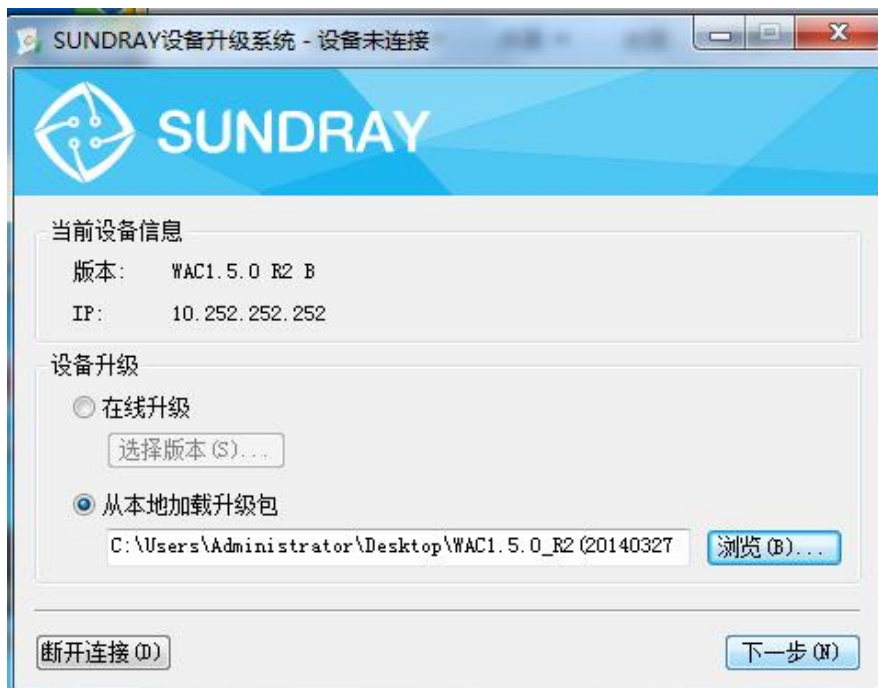 SUNDRAY设备升级系统 - 设备未连接
SUNDRAY
当前设备信息
版本: WAC1.5.0 R2 B
IP: 10.252.252.252
设备升级
在线升级
选择版本(S)...
从本地加载升级包
C:\Users\Administrator\Desktop\WAC1.5.0_R2(20140327
浏览(B)...
断开连接(D)
下一步(N)